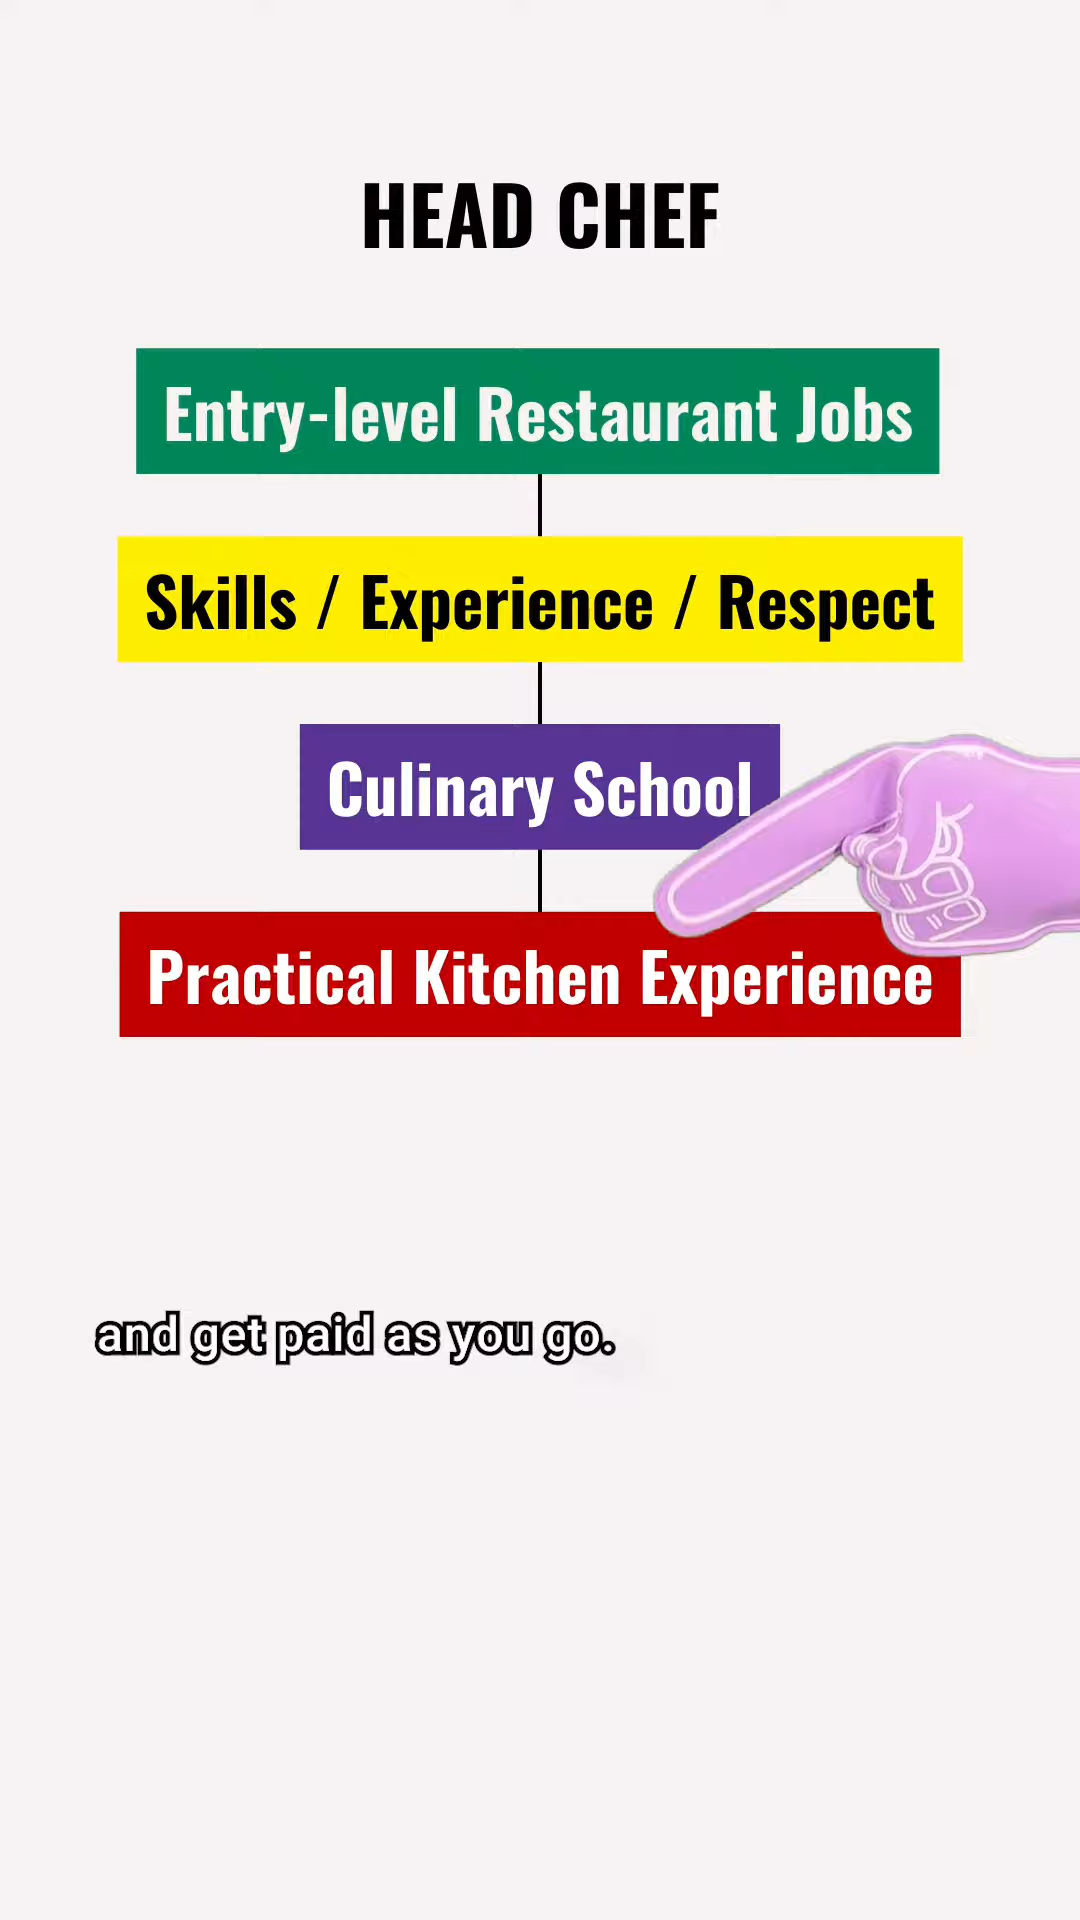 HEAD CHEF
Entry-level Restaurant Jobs
Skills / Experience / Respect
Culinary School
Practical Kitchen Experience
and get paid as you go.